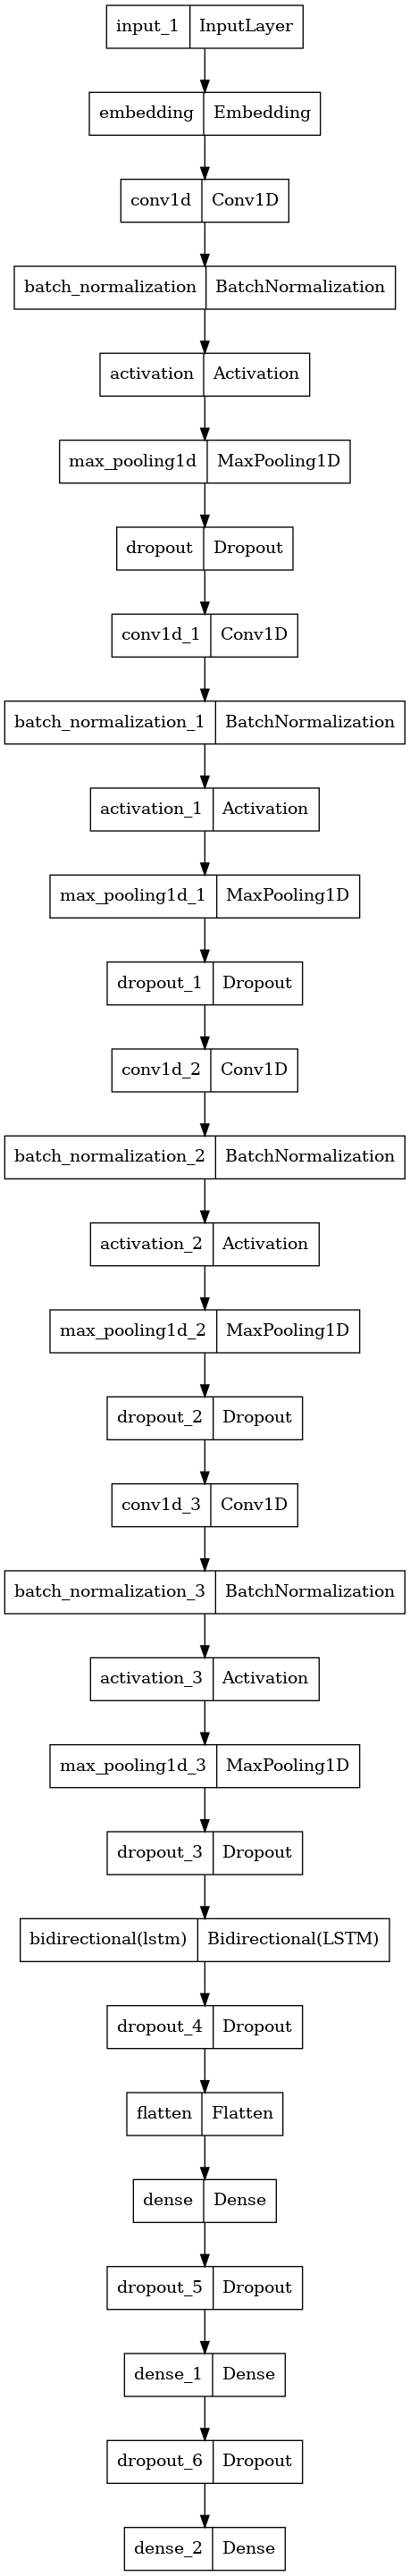 input_1 InputLayer
embedding Embedding
conv1d Conv1D
batch_normalization BatchNormalization
activation Activation
max_pooling1d MaxPooling1D
dropout Dropout
conv1d_1 Conv1D
batch_normalization_1 BatchNormalization
activation_1 Activation
max_pooling1d_1 MaxPooling1D
dropout_1 Dropout
conv1d_2 Conv1D
batch_normalization_2 BatchNormalization
activation_2 Activation
max_pooling1d_2 MaxPooling1D
dropout_2 Dropout
conv1d_3 Conv1D
batch_normalization_3 BatchNormalization
activation_3 Activation
max_pooling1d_3 MaxPooling1D
dropout_3 Dropout
bidirectional(lstm) Bidirectional(LSTM)
dropout_4 Dropout
flatten Flatten
dense Dense
dropout_5 Dropout
dense_1 Dense
dropout_6 Dropout
dense_2 Dense